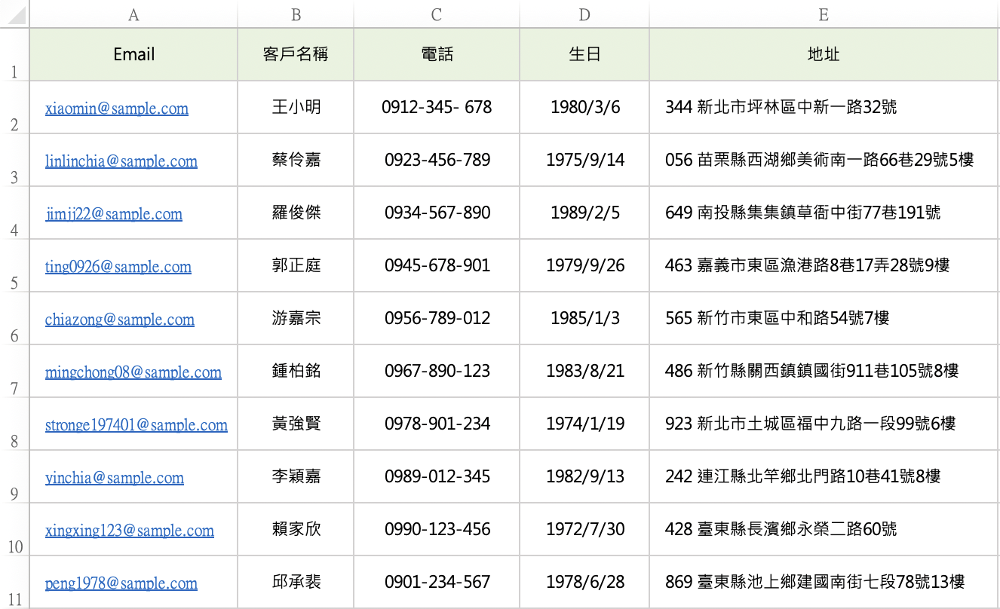 A B C D E
1 Email 客戶名稱 電話 生日 地址
2 xiaomin@sample.com 王小明 0912-345- 678 1980/3/6 344 新北市坪林區中新一路32號
3 linlinchia@sample.com 蔡伶嘉 0923-456-789 1975/9/14 056 苗栗縣西湖鄉美術南一路66巷29號5樓
4 jimjj22@sample.com 羅俊傑 0934-567-890 1989/2/5 649 南投縣集集鎮草衙中街77巷191號
5 ting0926@sample.com 郭正庭 0945-678-901 1979/9/26 463 嘉義市東區漁港路8巷17弄28號9樓
6 chiazong@sample.com 游嘉宗 0956-789-012 1985/1/3 565 新竹市東區中和路54號7樓
7 mingchong08@sample.com 鍾柏銘 0967-890-123 1983/8/21 486 新竹縣關西鎮鎮國街911巷105號8樓
8 stronge197401@sample.com 黃強賢 0978-901-234 1974/1/19 923 新北市土城區福中九路一段99號6樓
9 yinchia@sample.com 李穎嘉 0989-012-345 1982/9/13 242 連江縣北竿鄉北門路10巷41號8樓
10 xingxing123@sample.com 賴家欣 0990-123-456 1972/7/30 428 臺東縣長濱鄉永榮二路60號
11 peng1978@sample.com 邱承裴 0901-234-567 1978/6/28 869 臺東縣池上鄉建國南街七段78號13樓